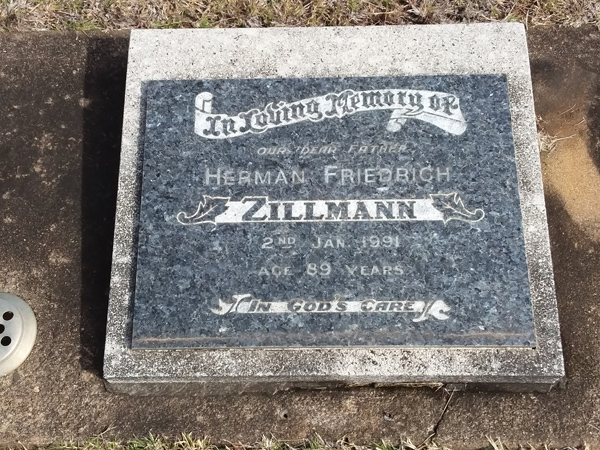 In Loving Memory of
OUR DEAR FATHER
HERMAN FRIEDRICH
ZILLMANN
2ND JAN. 1991
AGE 89 YEARS
IN GOD'S CARE